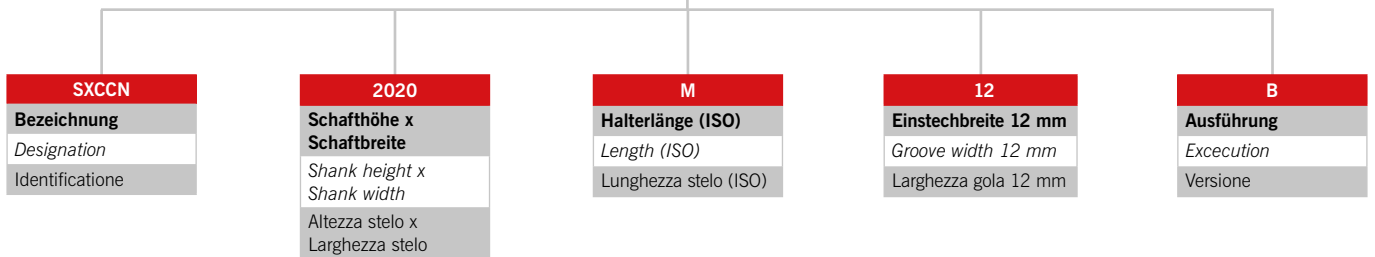 SXCCN
Bezeichnung
Designation
Identificatione
2020
Schafthöhe x
Schaftbreite
Shank height x
Shank width
Altezza stelo x
Larghezza stelo
M
Halterlänge (ISO)
Length (ISO)
Lunghezza stelo (ISO)
12
Einstechbreite 12 mm
Groove width 12 mm
Larghezza gola 12 mm
B
Ausführung
Excecution
Versione